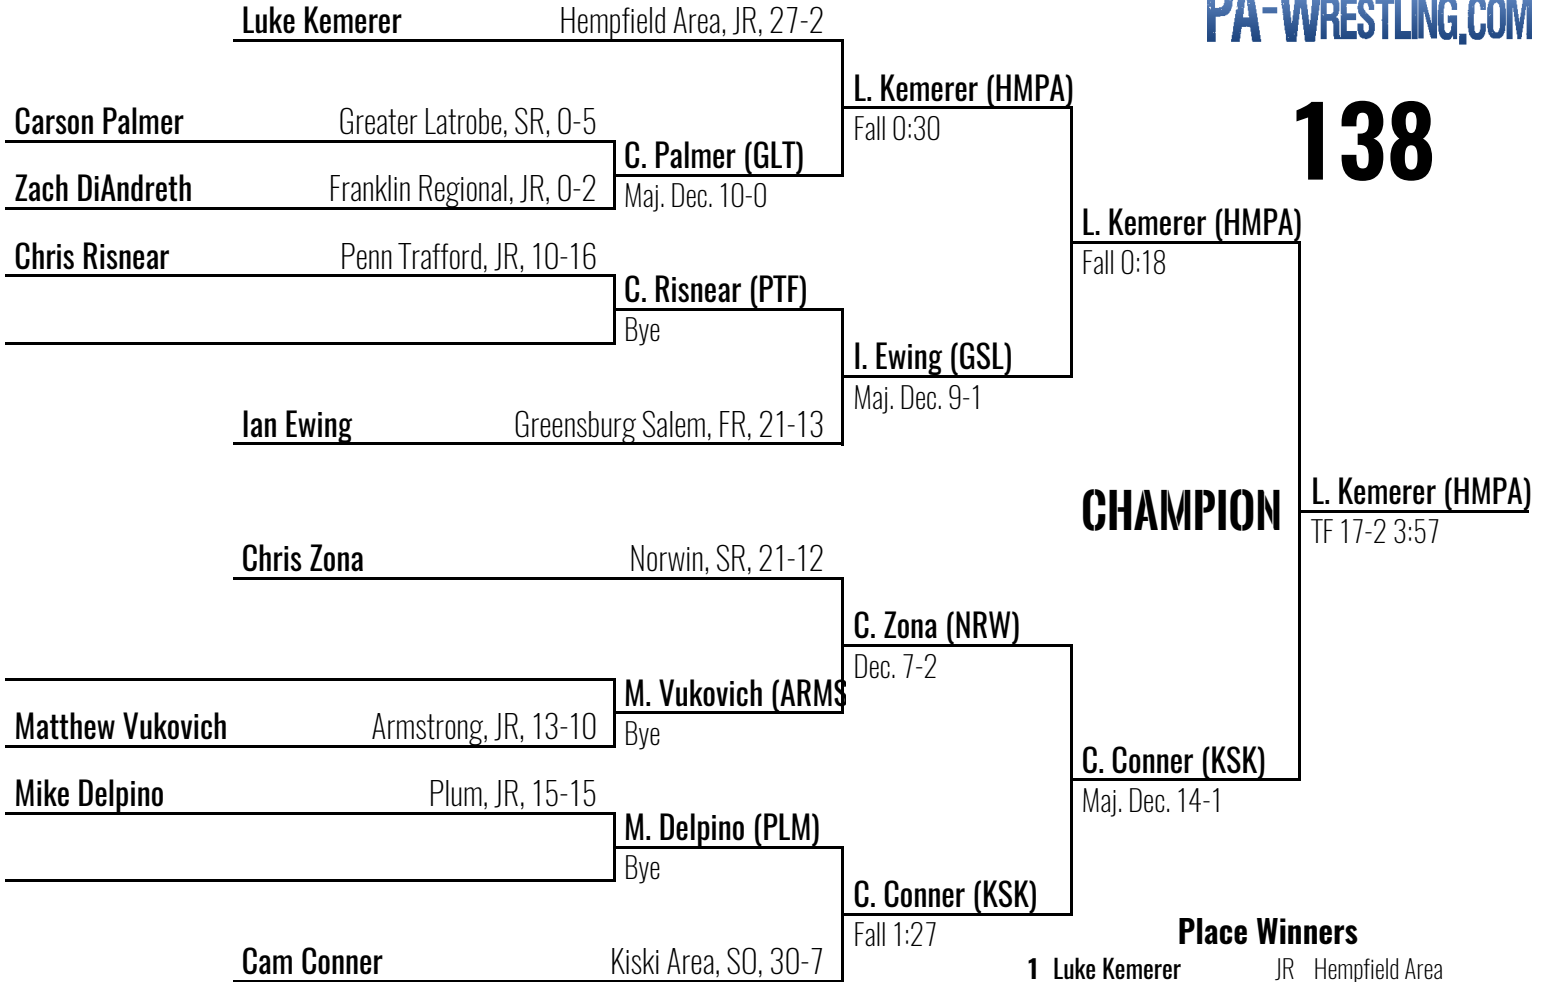 PA-WRESTLING.COM
138
Luke Kemerer Hempfield Area, JR, 27-2
L. Kemerer (HMPA)
Fall 0:30
Carson Palmer Greater Latrobe, SR, 0-5
C. Palmer (GLT)
Maj. Dec. 10-0
Zach DiAndreth Franklin Regional, JR, 0-2
L. Kemerer (HMPA)
Fall 0:18
Chris Risnear Penn Trafford, JR, 10-16
C. Risnear (PTF)
Bye
I. Ewing (GSL)
Maj. Dec. 9-1
Ian Ewing Greensburg Salem, FR, 21-13
CHAMPION
L. Kemerer (HMPA)
TF 17-2 3:57
Chris Zona Norwin, SR, 21-12
C. Zona (NRW)
Dec. 7-2
M. Vukovich (ARMS
Bye
Matthew Vukovich Armstrong, JR, 13-10
C. Conner (KSK)
Maj. Dec. 14-1
Mike Delpino Plum, JR, 15-15
M. Delpino (PLM)
Bye
C. Conner (KSK)
Fall 1:27
Cam Conner Kiski Area, SO, 30-7
Place Winners
1 Luke Kemerer JR Hempfield Area